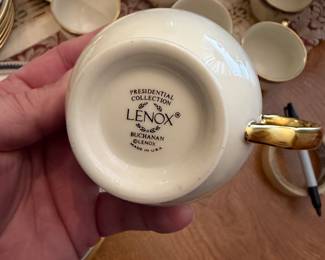 PRESIDENTIAL
COLLECTION
LENOX®
BUCHANAN
©LENOX
MADE IN U.S.A.